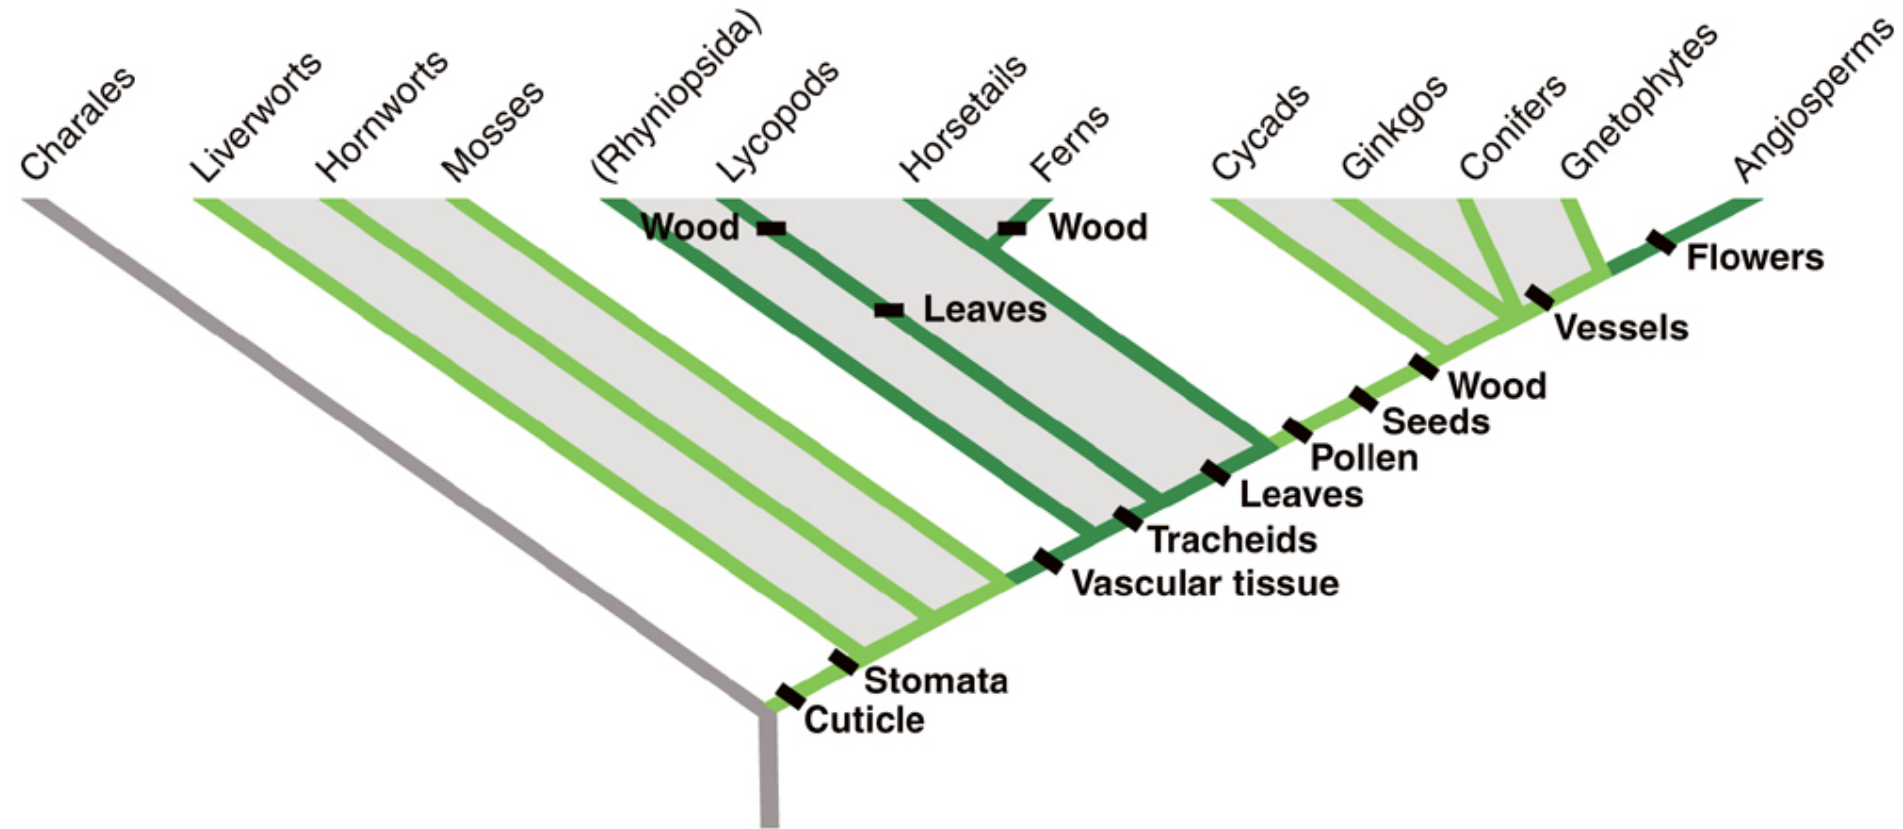 Charales
Liverworts
Hornworts
Mosses
(Rhyniopsida)
Lycopods
Horsetails
Ferns
Cycads
Ginkgos
Conifers
Gnetophytes
Angiosperms
Wood
Wood
Flowers
Leaves
Vessels
Wood
Seeds
Pollen
Leaves
Tracheids
Vascular tissue
Stomata
Cuticle